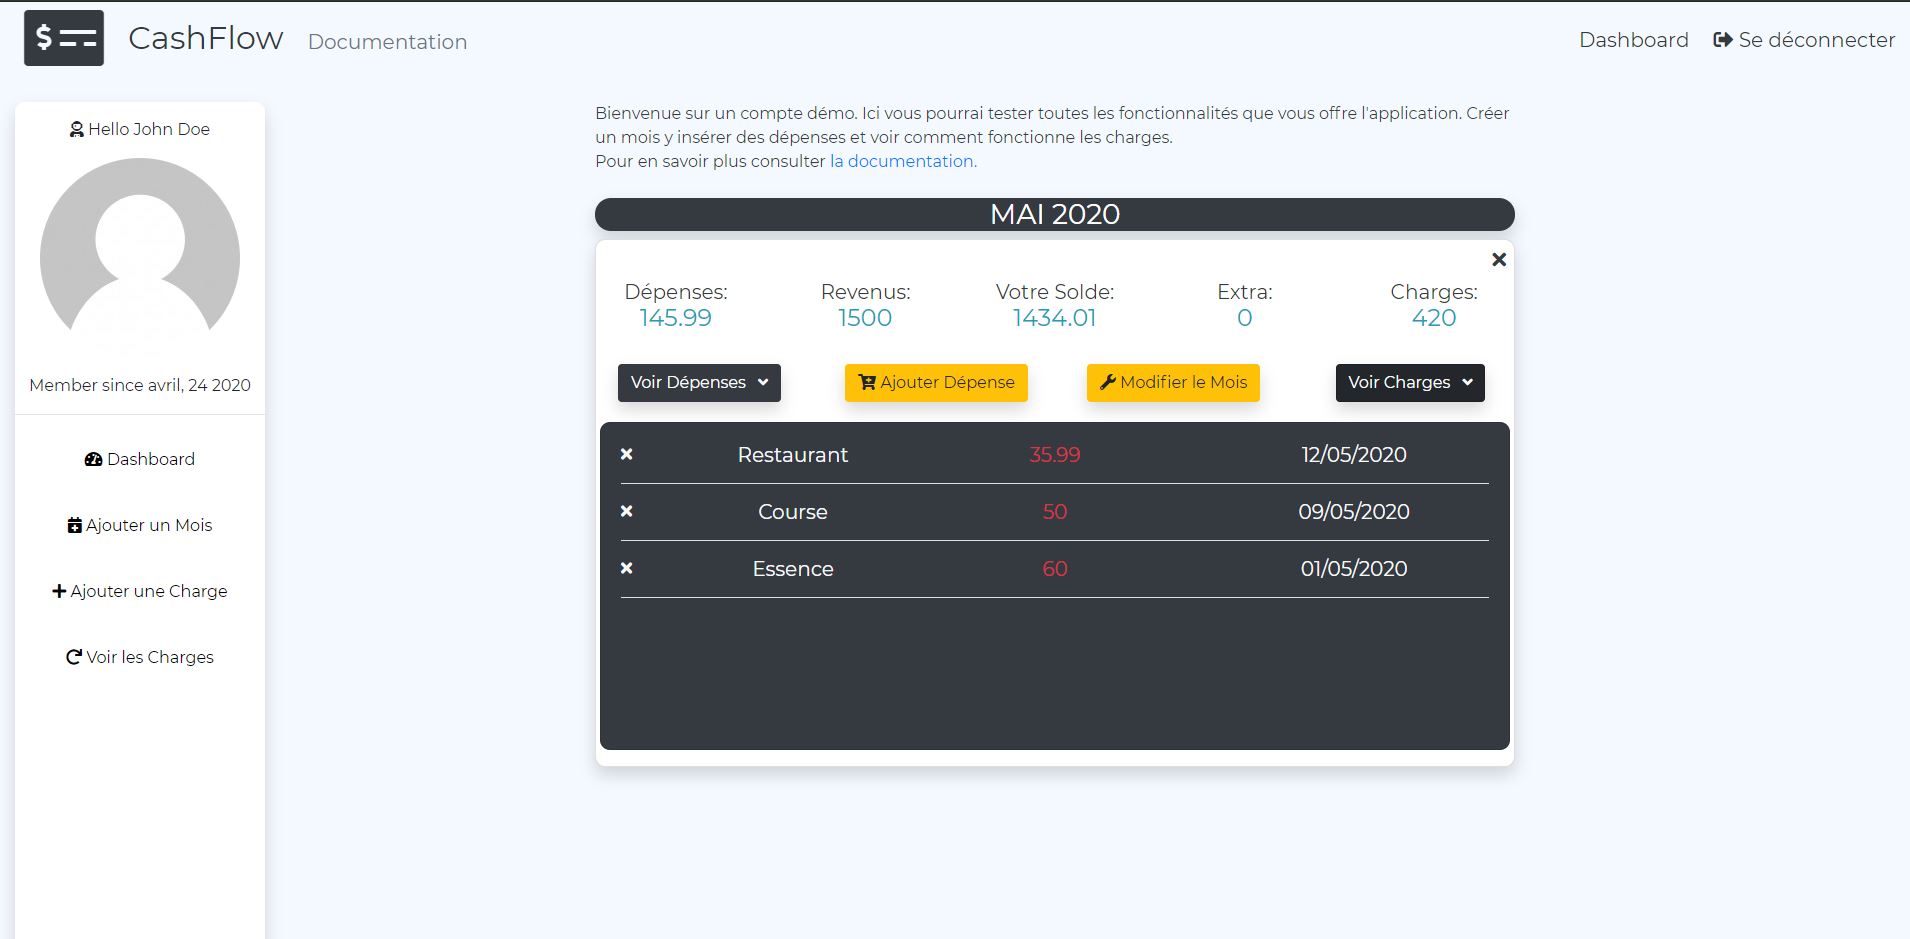 $
CashFlow
Documentation
Dashboard
Se déconnecter
Hello John Doe
Member since avril, 24 2020
Dashboard
Ajouter un Mois
Ajouter une Charge
Voir les Charges
Bienvenue sur un compte démo. Ici vous pourrai tester toutes les fonctionnalités que vous offre l'application. Créer
un mois y insérer des dépenses et voir comment fonctionne les charges.
Pour en savoir plus consulter la documentation.
MAI 2020
Dépenses: Revenus: Votre Solde: Extra: Charges:
145.99 1500 1434.01 0 420
Voir Dépenses Ajouter Dépense Modifier le Mois Voir Charges
Restaurant 35.99 12/05/2020
Course 50 09/05/2020
Essence 60 01/05/2020